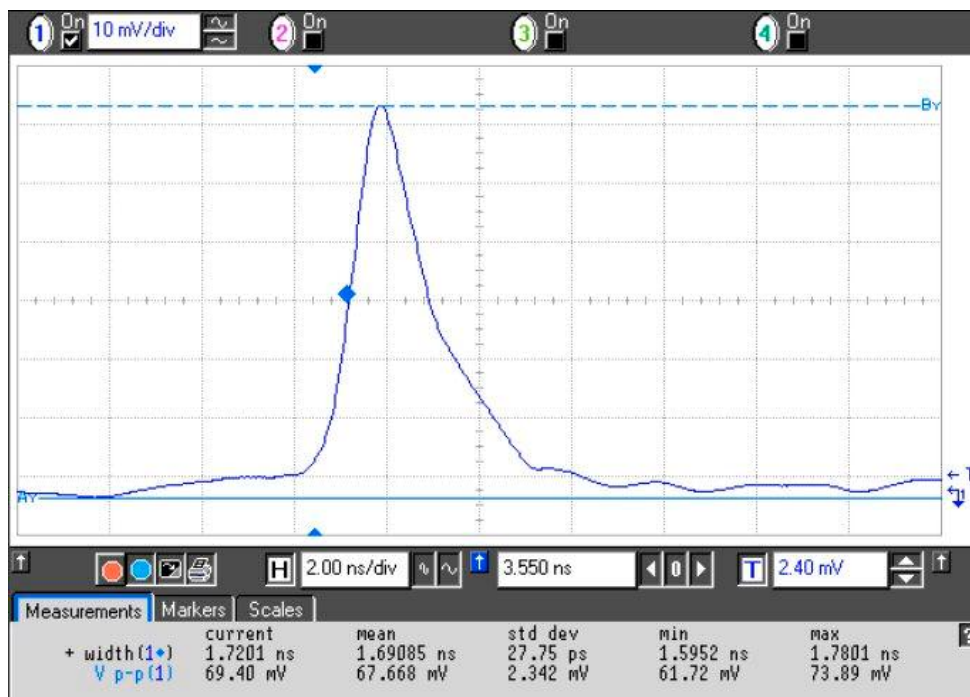 1 On 10 mV/div 2 On 3 On 4 On
By
T
Ay
1
H 2.00 ns/div 3.550 ns 0 T 2.40 mV
Measurements Markers Scales
current mean std dev min max
+ width(1◆) 1.7201 ns 1.69085 ns 27.75 ps 1.5952 ns 1.7801 ns
V p-p(1) 69.40 mV 67.668 mV 2.342 mV 61.72 mV 73.89 mV
?